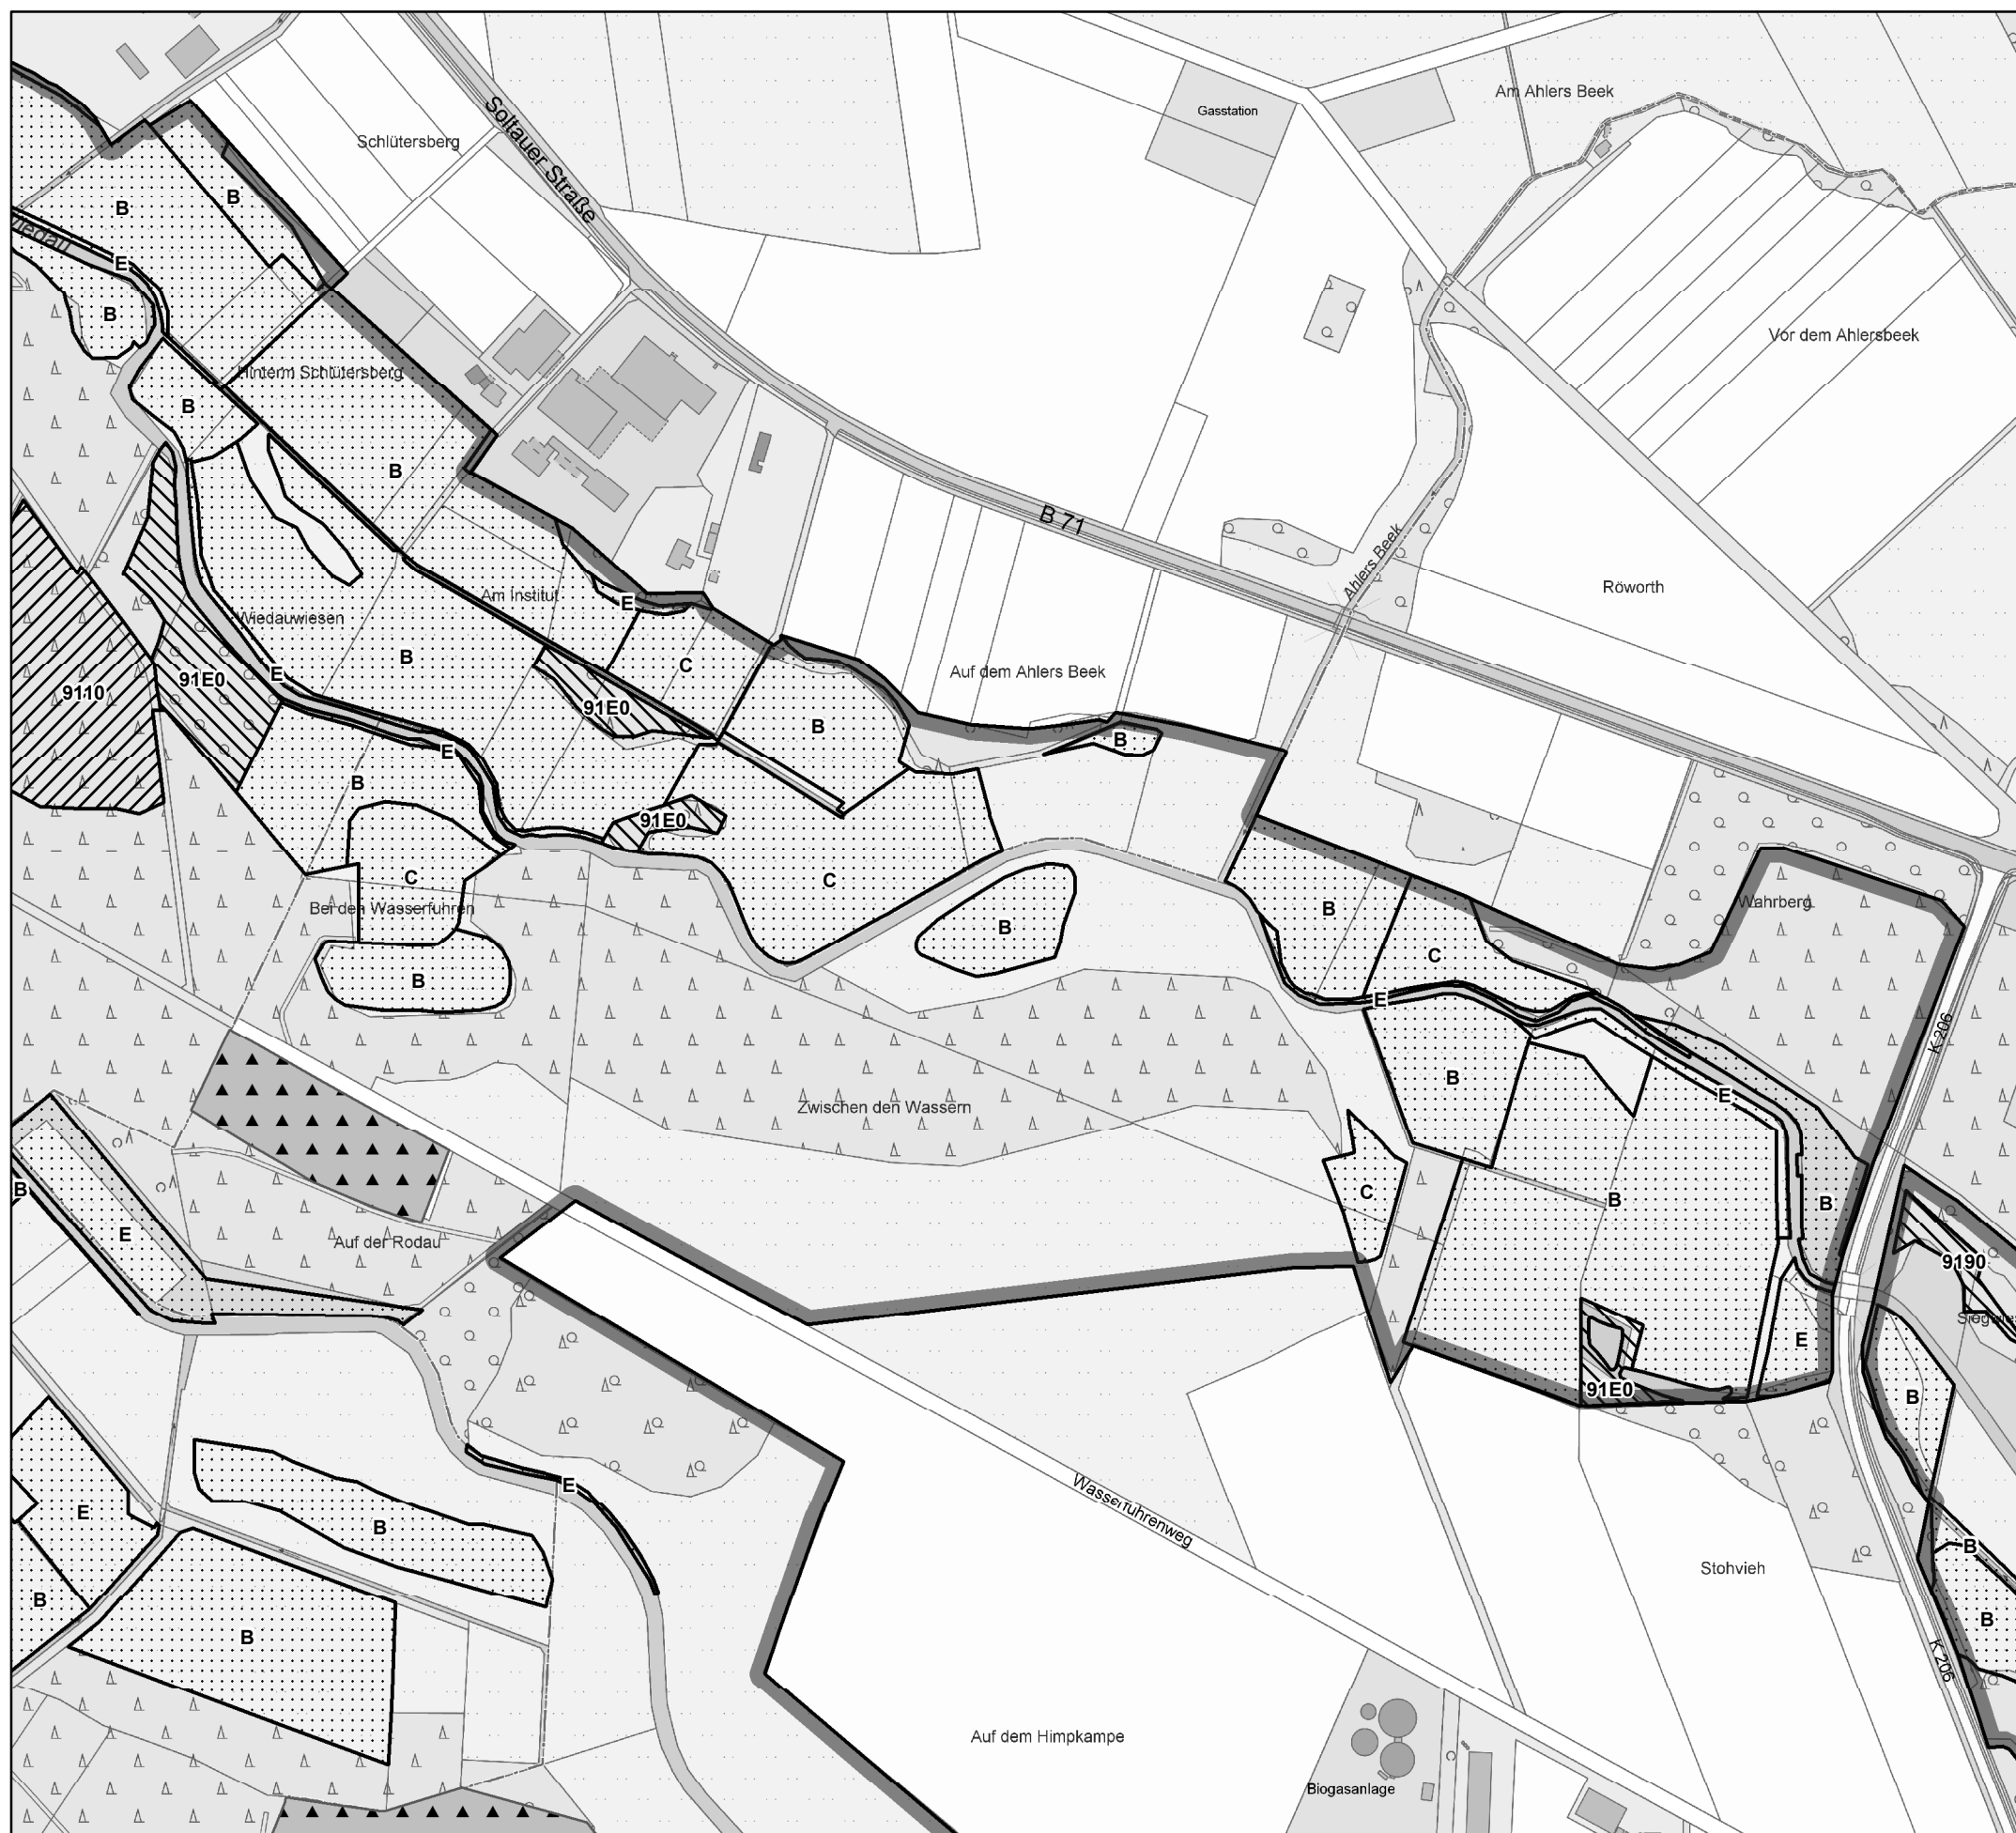 Am Ahlers Beek
Gasstation
Soltauer Straße
Schlütersberg
B
B
E
B
Vor dem Ahlersbeek
Hinterm Schlütersberg
B
B
B 71
Ahlers Beek
Röworth
Am Institut
E
Wiedauwiesen
B
C
Auf dem Ahlers Beek
E
91E0
9110
91E0
B
B
E
B
91E0
C
C
B
Bei den Wasserfuhren
B
Wahrberg
C
B
E
K 206
B
E
Zwischen den Wassern
B
C
B
B
E
Auf der Rodau
9190
E
91E0
B
E
Wasserfuhrenweg
E
B
B
Stohvieh
B
B
B
K 206
Auf dem Himpkampe
Biogasanlage